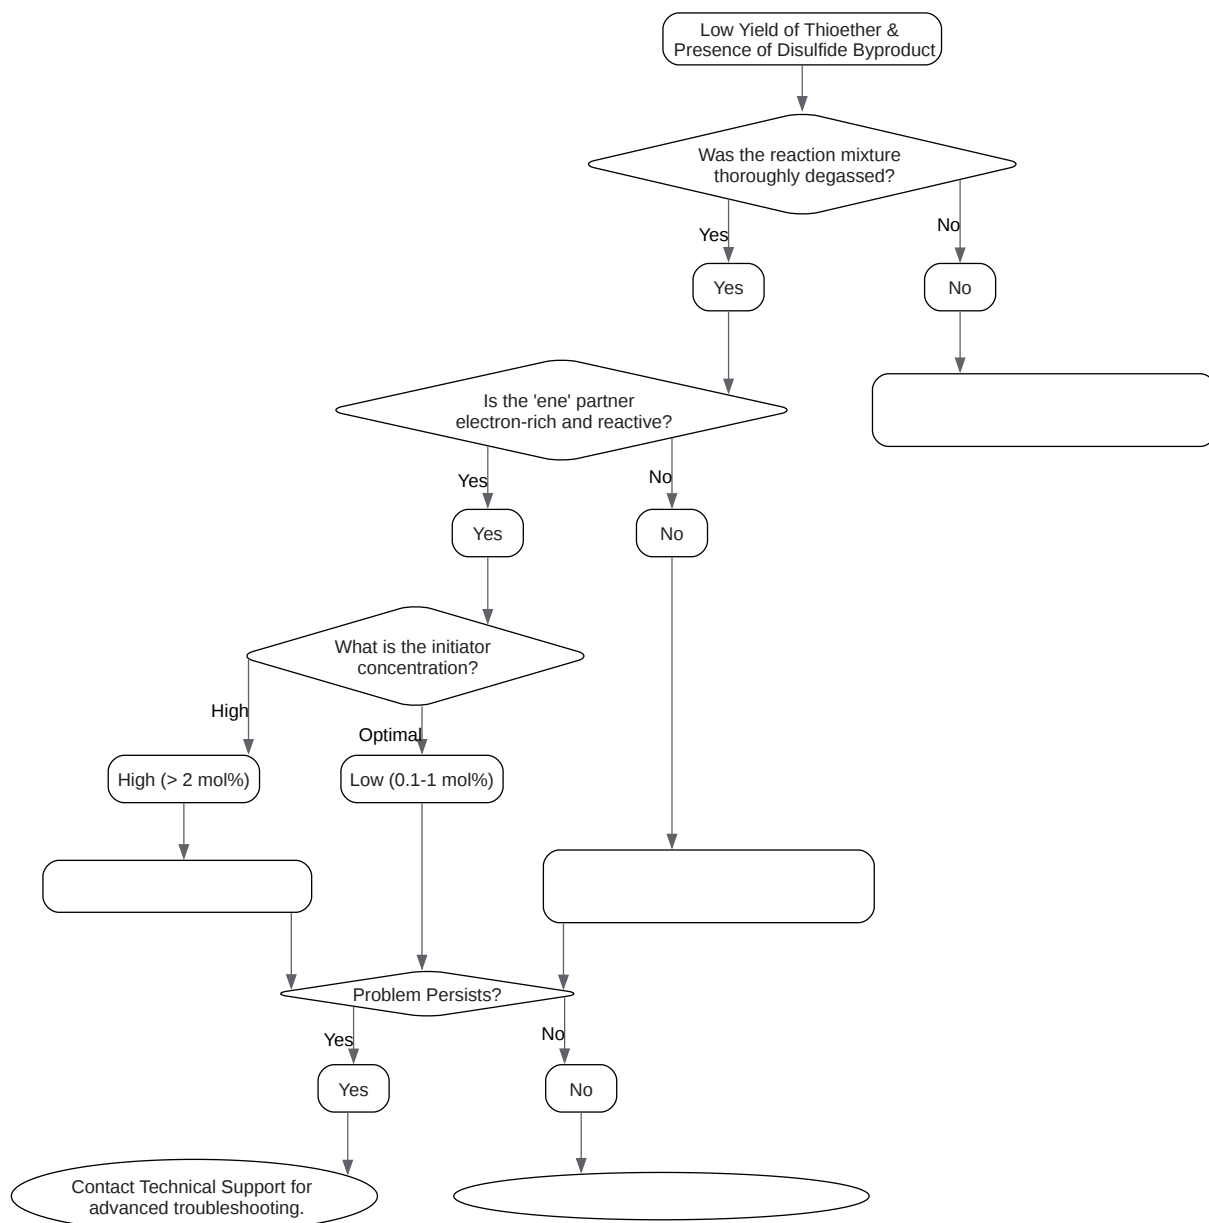 Low Yield of Thioether &
Presence of Disulfide Byproduct
Was the reaction mixture
thoroughly degassed?
Yes
No
Yes
No
Is the 'ene' partner
electron-rich and reactive?
Yes
No
Yes
No
What is the initiator
concentration?
High
Optimal
High (> 2 mol%)
Low (0.1-1 mol%)
Problem Persists?
Yes
No
Yes
No
Contact Technical Support for
advanced troubleshooting.